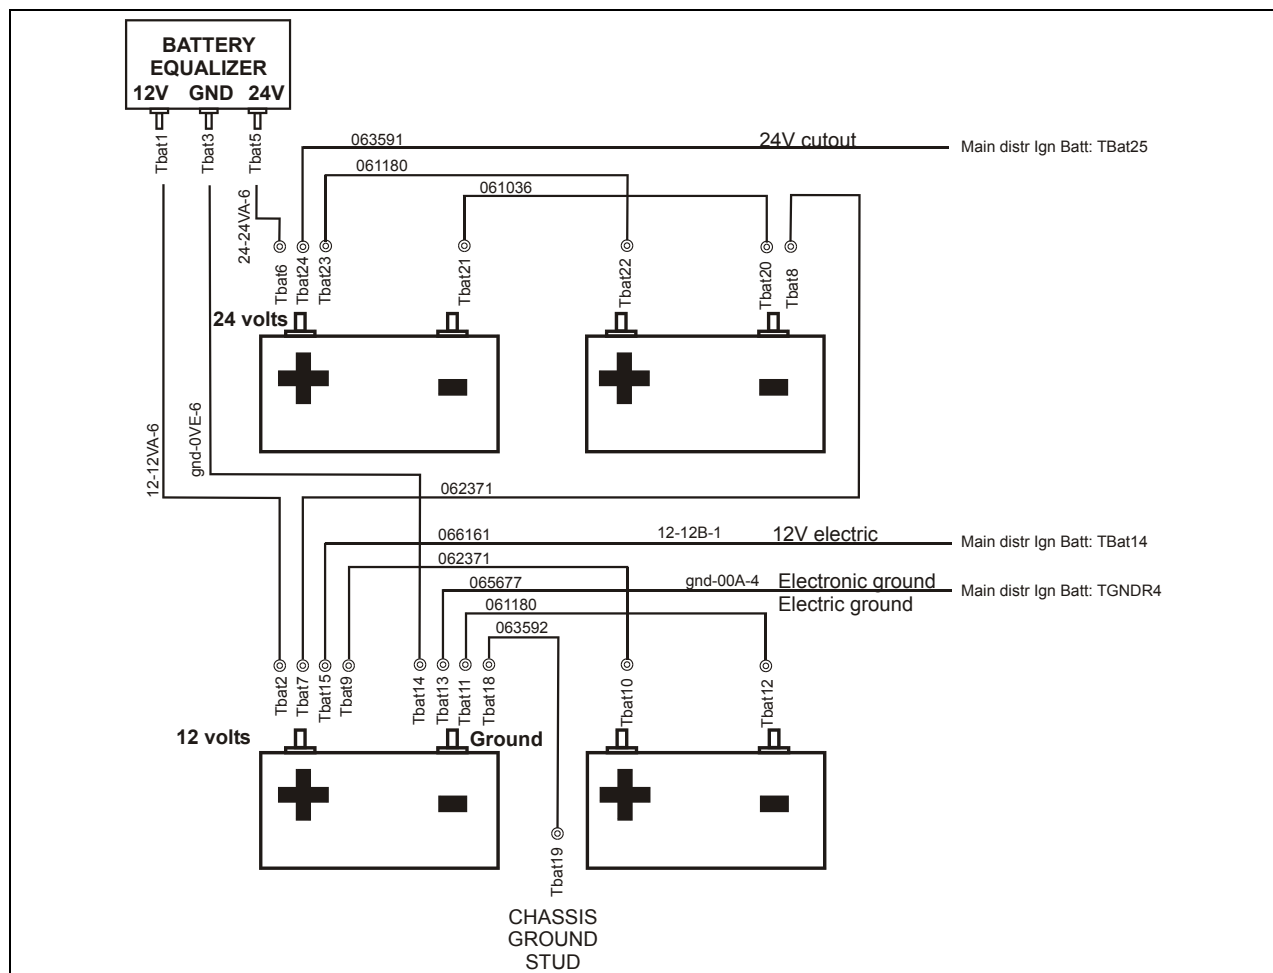 BATTERY
EQUALIZER
12V GND 24V
Tbat1
Tbat3
Tbat5
063591
24V cutout
Main distr Ign Batt: TBat25
061180
061036
24-24VA-6
Tbat6
Tbat24
Tbat23
Tbat21
Tbat22
Tbat20
Tbat8
24 volts
12-12VA-6
gnd-0VE-6
062371
066161
12-12B-1
12V electric
Main distr Ign Batt: TBat14
062371
065677
gnd-00A-4
Electronic ground
Main distr Ign Batt: TGNDR4
Electric ground
061180
063592
Tbat2
Tbat7
Tbat15
Tbat9
Tbat14
Tbat13
Tbat11
Tbat18
Tbat10
Tbat12
12 volts
Ground
Tbat19
CHASSIS
GROUND
STUD